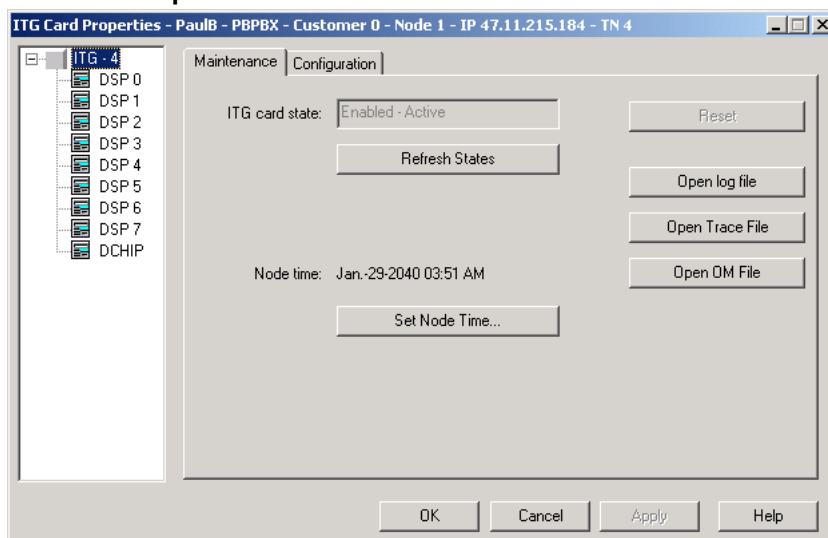 ITG Card Properties - PaulB - PBPBX - Customer 0 - Node 1 - IP 47.11.215.184 - TN 4
ITG - 4
DSP 0
DSP 1
DSP 2
DSP 3
DSP 4
DSP 5
DSP 6
DSP 7
DCHIP
Maintenance Configuration
ITG card state: Enabled - Active Reset
Refresh States
Open log file
Open Trace File
Node time: Jan.-29-2040 03:51 AM Open OM File
Set Node Time...
OK Cancel Apply Help